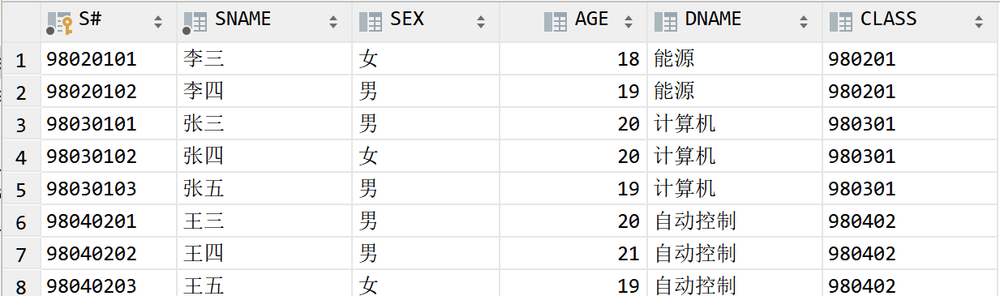 S# SNAME SEX AGE DNAME CLASS
1 98020101 李三 女 18 能源 980201
2 98020102 李四 男 19 能源 980201
3 98030101 张三 男 20 计算机 980301
4 98030102 张四 女 20 计算机 980301
5 98030103 张五 男 19 计算机 980301
6 98040201 王三 男 20 自动控制 980402
7 98040202 王四 男 21 自动控制 980402
8 98040203 王五 女 19 自动控制 980402